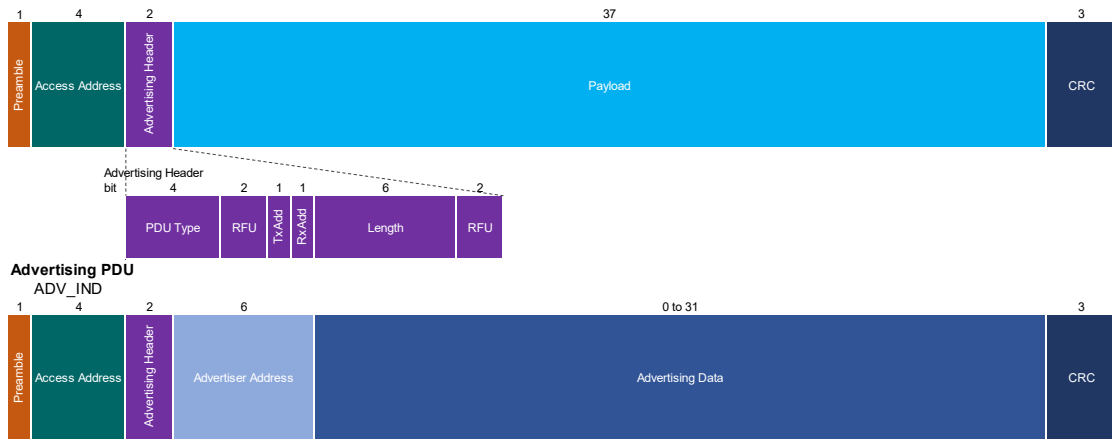 1 4 2 37 3
Preamble
Access Address
Advertising Header
Payload
CRC
Advertising Header
bit 4 2 1 1 6 2
PDU Type
RFU
TxAdd
RxAdd
Length
RFU
Advertising PDU
ADV_IND
1 4 2 6 0 to 31 3
Preamble
Access Address
Advertising Header
Advertiser Address
Advertising Data
CRC